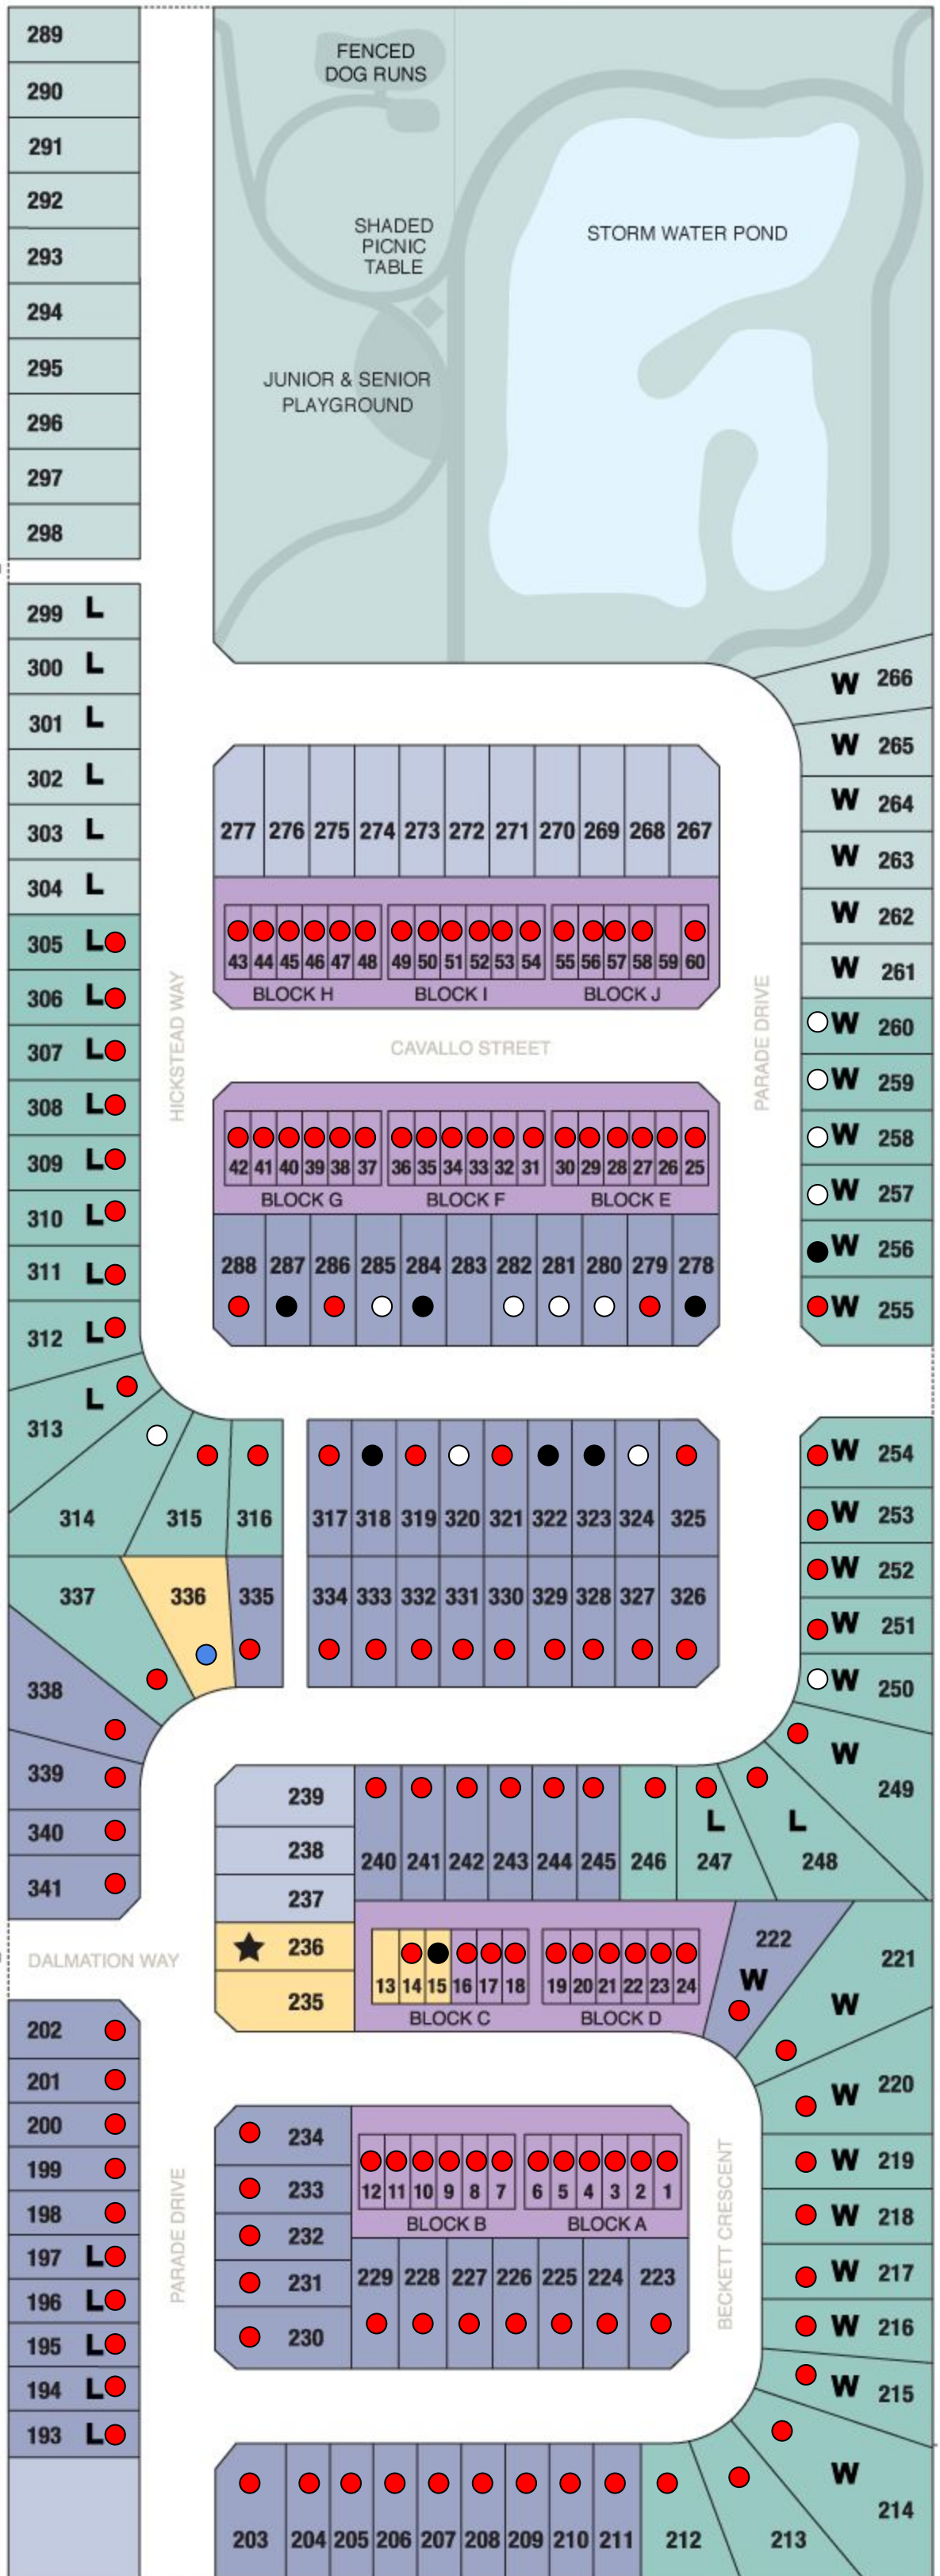 289
290
291
292
293
294
295
296
297
298
FENCED
DOG RUNS
SHADED
PICNIC
TABLE
STORM WATER POND
JUNIOR & SENIOR
PLAYGROUND
299 L
300 L
301 L
302 L
303 L
304 L
305 L
306 L
307 L
308 L
309 L
310 L
311 L
312 L
313 L
314 315 316
HICKSTEAD WAY
W 266
W 265
W 264
W 263
W 262
W 261
W 260
W 259
W 258
W 257
W 256
W 255
PARADE DRIVE
277 276 275 274 273 272 271 270 269 268 267
43 44 45 46 47 48 49 50 51 52 53 54 55 56 57 58 59 60
BLOCK H BLOCK I BLOCK J
CAVALLO STREET
42 41 40 39 38 37 36 35 34 33 32 31 30 29 28 27 26 25
BLOCK G BLOCK F BLOCK E
288 287 286 285 284 283 282 281 280 279 278
317 318 319 320 321 322 323 324 325
337 336 335 334 333 332 331 330 329 328 327 326
338
339
340
341
W 254
W 253
W 252
W 251
W 250
W
249
239
238
237
236
235
L L
240 241 242 243 244 245 246 247 248
DALMATION WAY
13 14 15 16 17 18 19 20 21 22 23 24
BLOCK C BLOCK D
222
W
221
W
W 220
W 219
W 218
W 217
W 216
W 215
W
214
202
201
200
199
198
197 L
196 L
195 L
194 L
193 L
PARADE DRIVE
234
233
232
231
230
12 11 10 9 8 7 6 5 4 3 2 1
BLOCK B BLOCK A
229 228 227 226 225 224 223
BECKETT CRESCENT
203 204 205 206 207 208 209 210 211 212 213